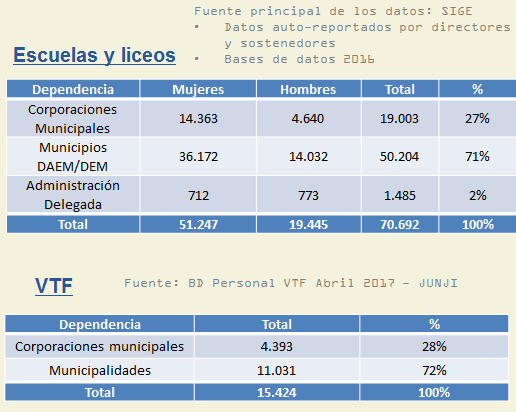 Fuente principal de los datos: SIGE
• Datos auto-reportados por directores
y sostenedores
• Bases de datos 2016
Escuelas y liceos
Dependencia Mujeres Hombres Total %
Corporaciones
Municipales 14.363 4.640 19.003 27%
Municipios
DAEM/DEM 36.172 14.032 50.204 71%
Administración
Delegada 712 773 1.485 2%
Total 51.247 19.445 70.692 100%
VTF
Fuente: BD Personal VTF Abril 2017 - JUNJI
Dependencia Total %
Corporaciones municipales 4.393 28%
Municipalidades 11.031 72%
Total 15.424 100%